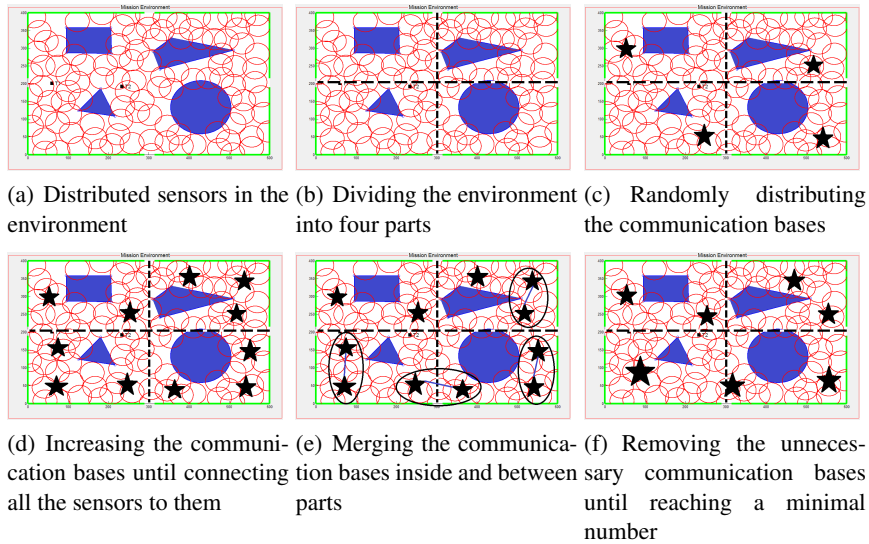 Mission Environment
Mission Environment
Mission Environment
(a) Distributed sensors in the
environment
(b) Dividing the environment
into four parts
(c) Randomly distributing
the communication bases
Mission Environment
Mission Environment
Mission Environment
(d) Increasing the communi-
cation bases until connecting
all the sensors to them
(e) Merging the communica-
tion bases inside and between
parts
(f) Removing the unneces-
sary communication bases
until reaching a minimal
number